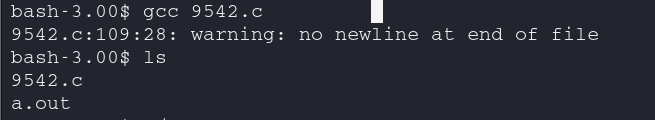 bash-3.00$ gcc 9542.c
9542.c:109:28: warning: no newline at end of file
bash-3.00$ ls
9542.c
a.out